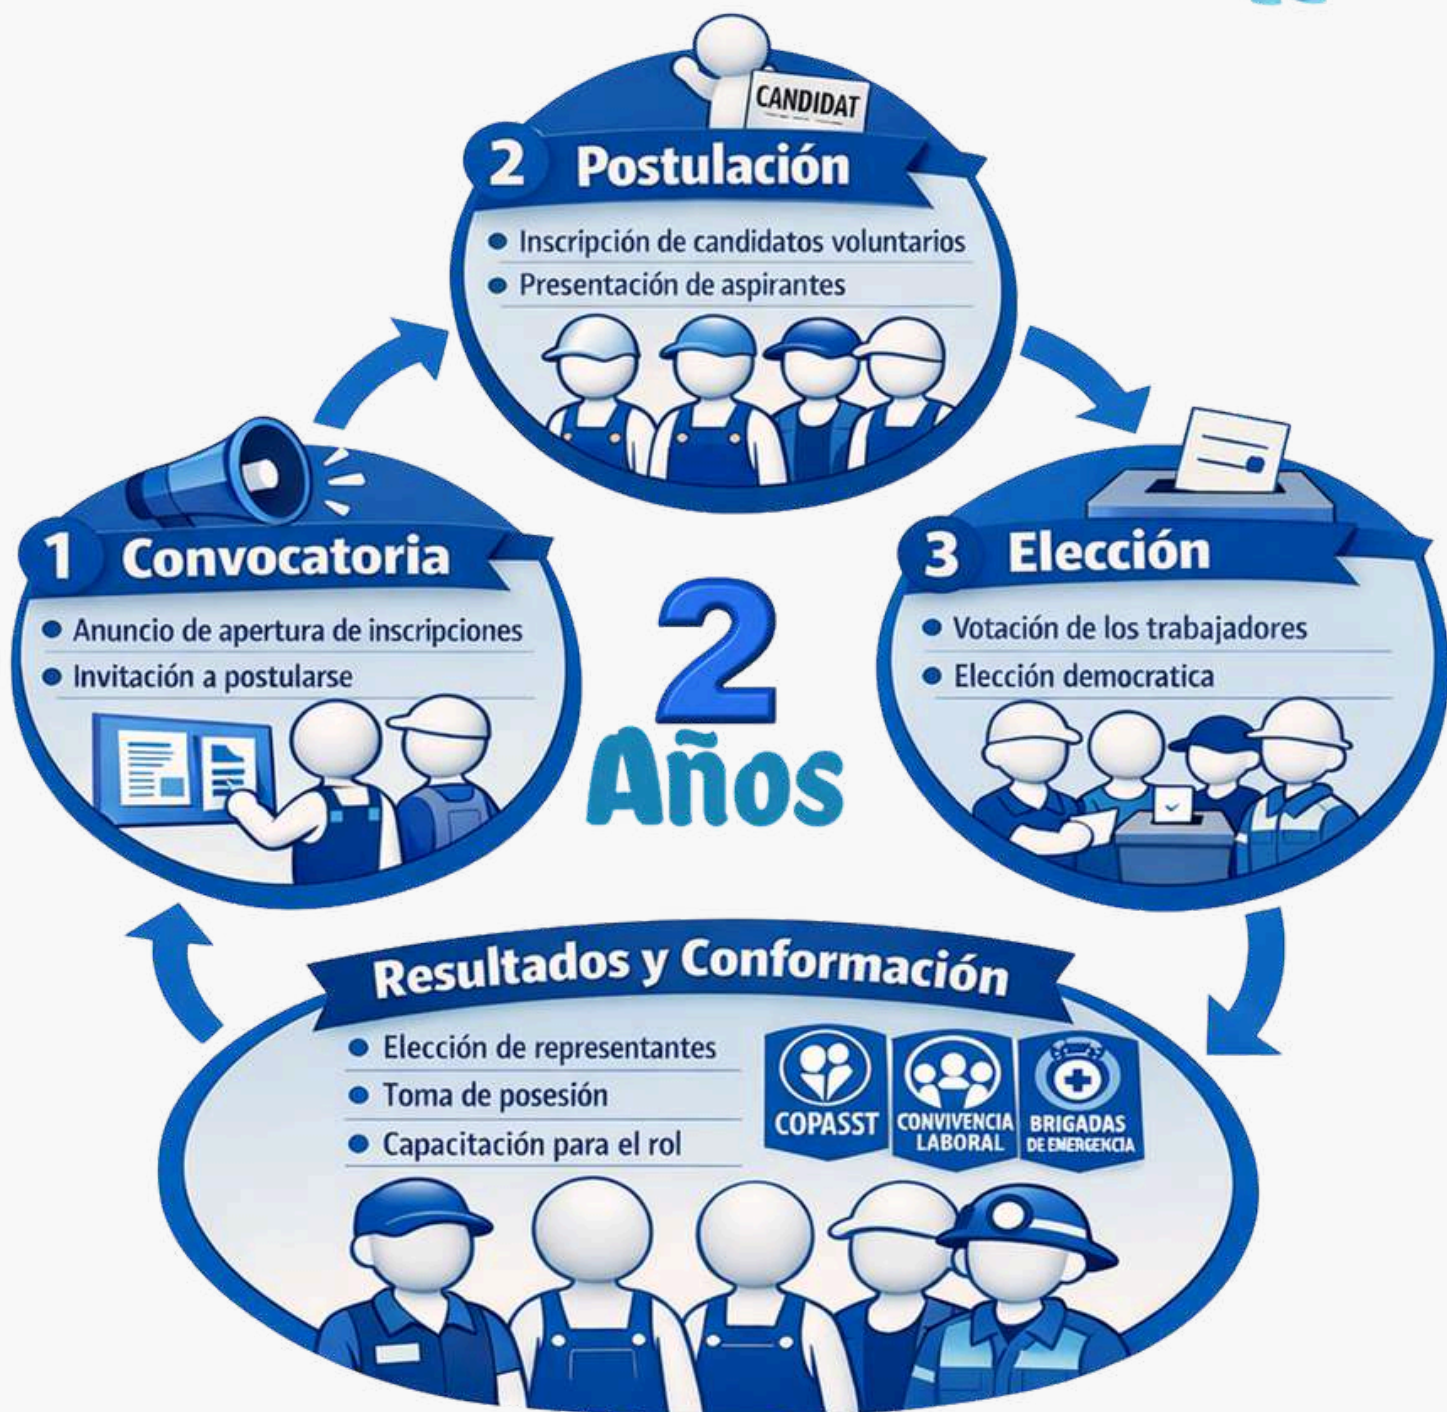 CANDIDAT
2 Postulación
Inscripción de candidatos voluntarios
Presentación de aspirantes
1 Convocatoria
Anuncio de apertura de inscripciones
Invitación a postularse
3 Elección
Votación de los trabajadores
Elección democratica
2
Años
Resultados y Conformación
Elección de representantes
Toma de posesión
Capacitación para el rol
COPASST
CONVIVENCIA
LABORAL
BRIGADAS
DE EMERGENCIA